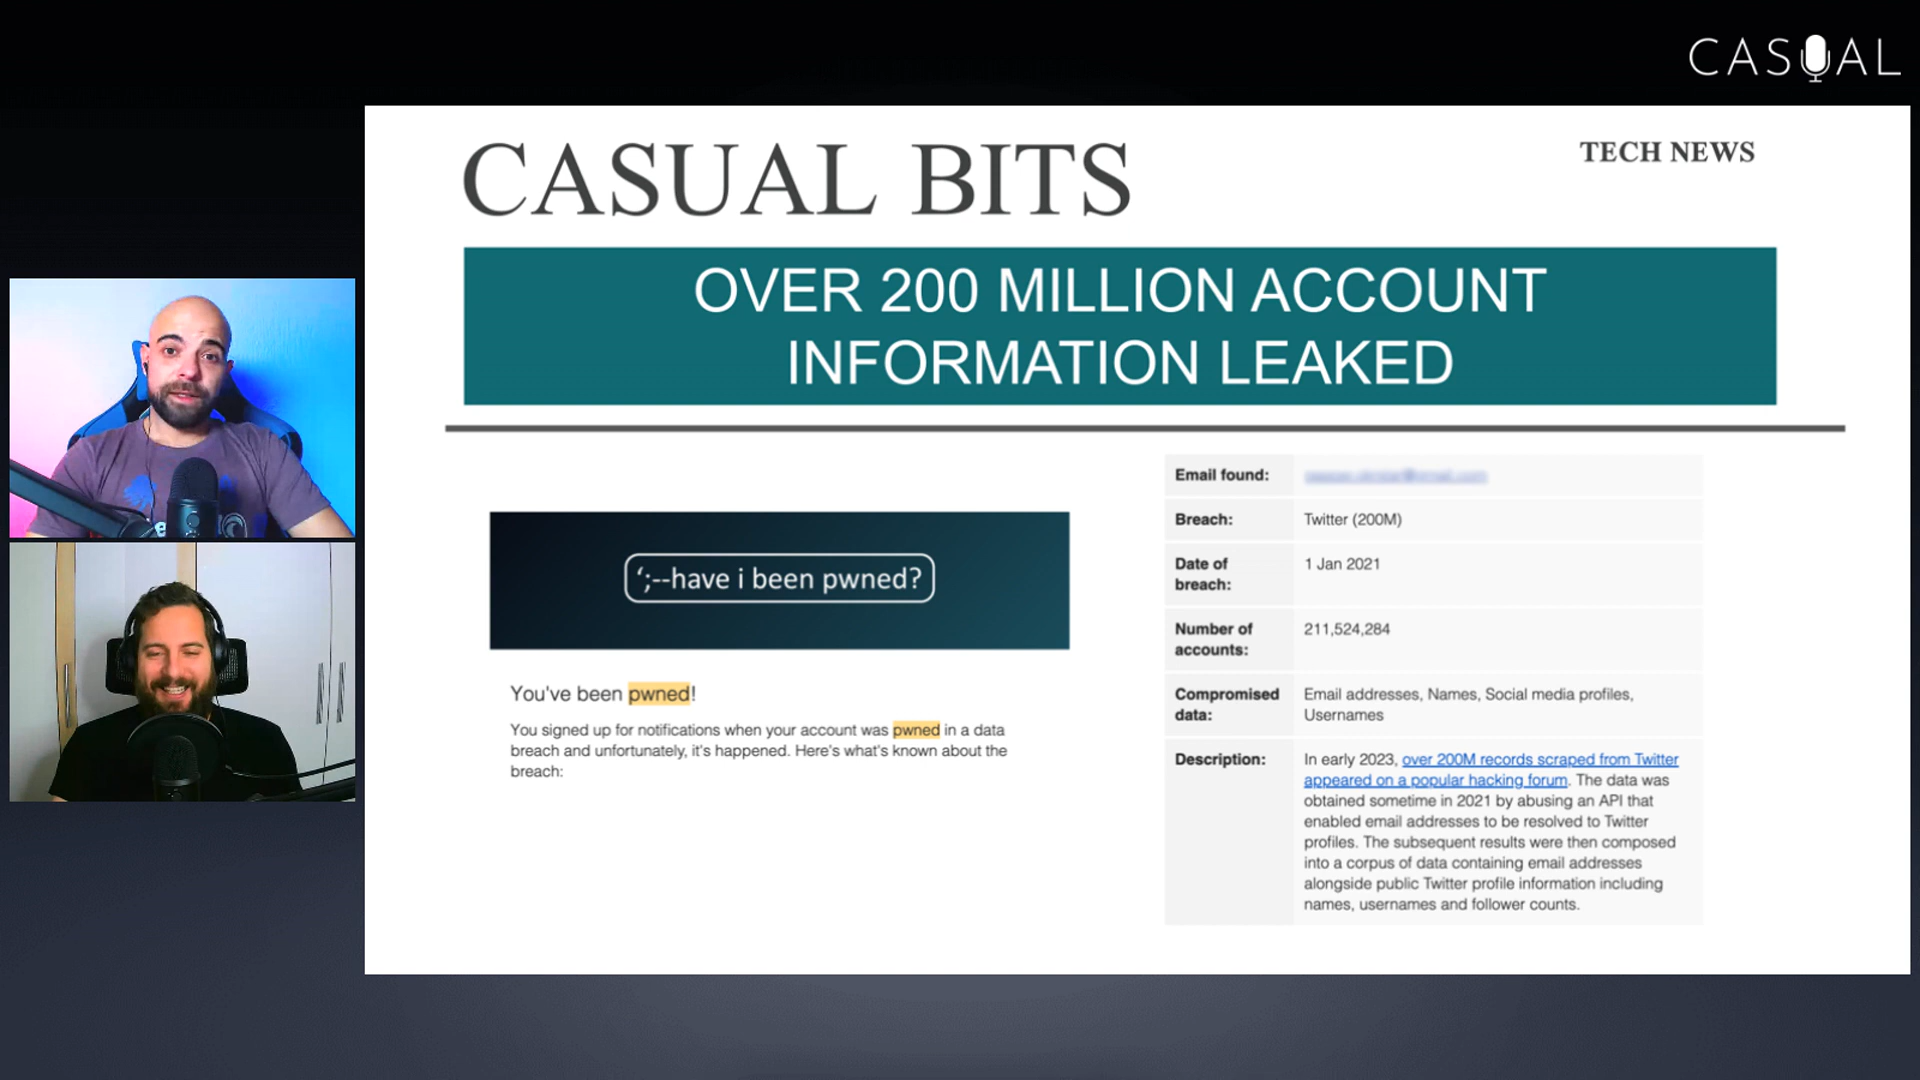 CASUAL
CASUAL BITS
TECH NEWS
OVER 200 MILLION ACCOUNT
INFORMATION LEAKED
';--have i been pwned?
You've been pwned!
You signed up for notifications when your account was pwned in a data
breach and unfortunately, it's happened. Here's what's known about the
breach:
Email found:
Breach: Twitter (200M)
Date of
breach:
1 Jan 2021
Number of
accounts:
211,524,284
Compromised
data:
Email addresses, Names, Social media profiles,
Usernames
Description:
In early 2023, over 200M records scraped from Twitter
appeared on a popular hacking forum. The data was
obtained sometime in 2021 by abusing an API that
enabled email addresses to be resolved to Twitter
profiles. The subsequent results were then composed
into a corpus of data containing email addresses
alongside public Twitter profile information including
names, usernames and follower counts.